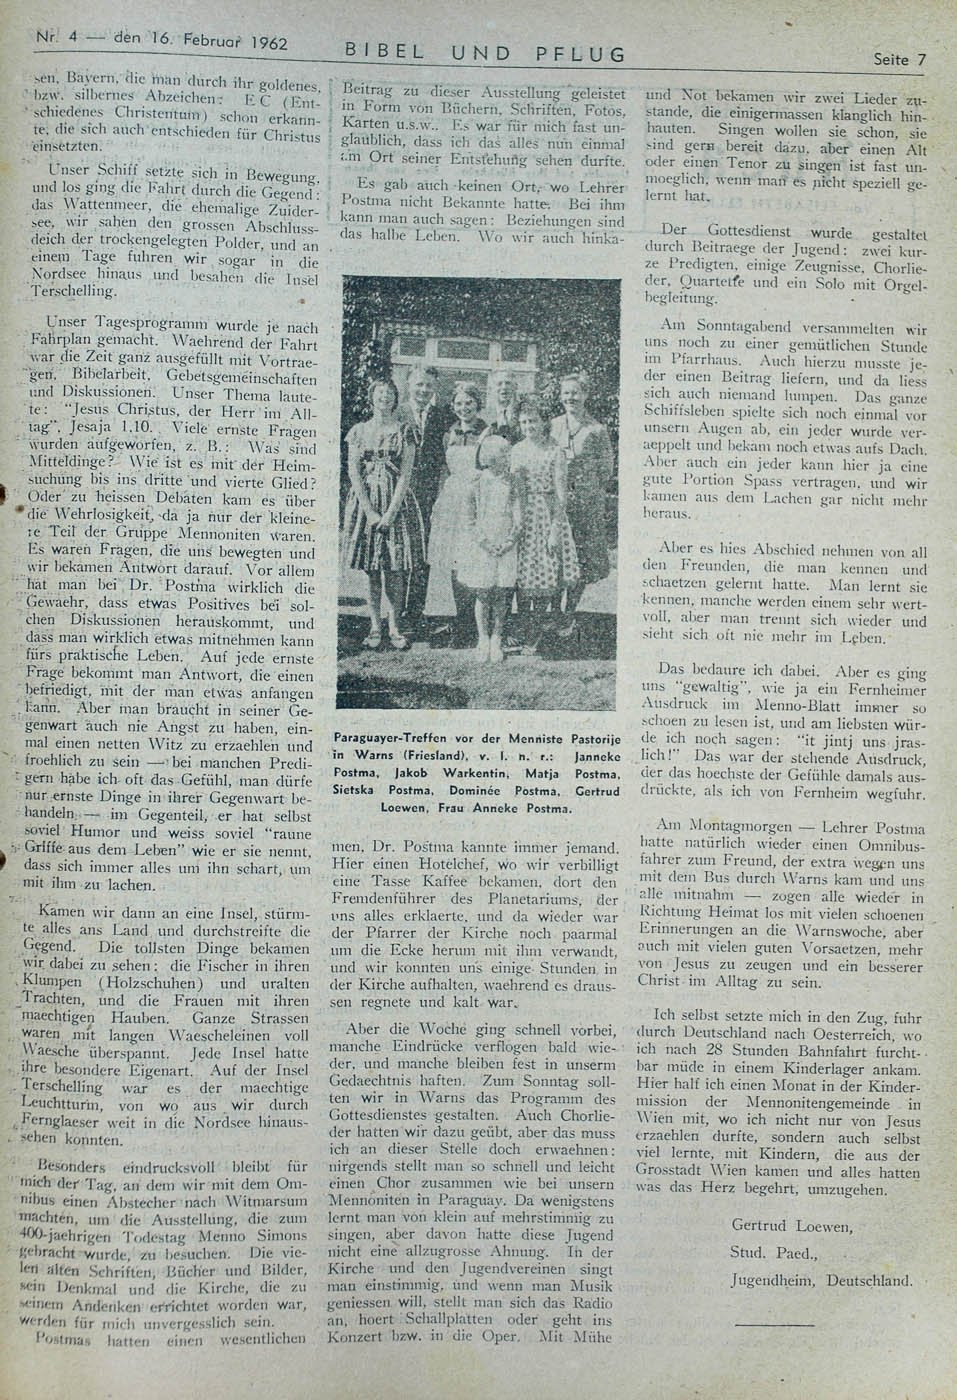 Nr. 4 — den 16. Februar 1962
BIBEL UND PFLUG
Seite 7
sen, Bayern, die man durch ihr goldenes,
bzw. silbernes Abzeichen: EC (Ent-
schiedenes Christentum) schon erkann-
te, die sich auch entschieden für Christus
einsetzten.
Unser Schiff setzte sich in Bewegung,
und los ging die Fahrt durch die Gegend:
das Wattenmeer, die ehemalige Zuider-
see, wir sahen den grossen Abschluss-
deich der trockengelegten Polder, und an
einem Tage fuhren wir sogar in die
Nordsee hinaus und besahen die Insel
Terschelling.
Unser Tagesprogramm wurde je nach
Fahrplan gemacht. Waehrend der Fahrt
war die Zeit ganz ausgefüllt mit Vortrae-
gen, Bibelarbeit, Gebetsgemeinschaften
und Diskussionen. Unser Thema laute-
te: "Jesus Christus, der Herr im All-
tag", Jesaja 1.10. Viele ernste Fragen
wurden aufgeworfen, z. B.: Was sind
Mitteldinge? Wie ist es mit der Heim-
suchung bis ins dritte und vierte Glied?
Oder zu heissen Debaten kam es über
die Wehrlosigkeit, da ja nur der kleine-
re Teil der Gruppe Mennoniten waren.
Es waren Fragen, die uns bewegten und
wir bekamen Antwort darauf. Vor allem
hat man bei Dr. Postma wirklich die
Gewaehr, dass etwas Positives bei sol-
chen Diskussionen herauskommt, und
dass man wirklich etwas mitnehmen kann
fürs praktische Leben. Auf jede ernste
Frage bekommt man Antwort, die einen
befriedigt, mit der man etwas anfangen
kann. Aber man braucht in seiner Ge-
genwart auch nie Angst zu haben, ein-
mal einen netten Witz zu erzaehlen und
froehlich zu sein — bei manchen Predi-
gern habe ich oft das Gefühl, man dürfe
nur ernste Dinge in ihrer Gegenwart be-
handeln — im Gegenteil, er hat selbst
soviel Humor und weiss soviel "raune
Griffe aus dem Leben" wie er sie nennt,
dass sich immer alles um ihn schart, um
mit ihm zu lachen.
Kamen wir dann an eine Insel, stürm-
te alles ans Land und durchstreifte die
Gegend. Die tollsten Dinge bekamen
wir dabei zu sehen: die Fischer in ihren
Klumpen (Holzschuhen) und uralten
Trachten, und die Frauen mit ihren
maechtigen Hauben. Ganze Strassen
waren mit langen Waescheleinen voll
Waesche überspannt. Jede Insel hatte
ihre besondere Eigenart. Auf der Insel
Terschelling war es der maechtige
Leuchtturm, von wo aus wir durch
Fernglaeser weit in die Nordsee hinaus-
sehen konnten.
Besonders eindrucksvoll bleibt für
mich der Tag, an dem wir mit dem Om-
nibus einen Abstecher nach Witmarsum
machten, um die Ausstellung, die zum
400-jaehrigen Todestag Menno Simons
gebracht wurde, zu besuchen. Die vie-
len alten Schriften, Bücher und Bilder,
sein Denkmal und die Kirche, die zu
seinem Andenken errichtet worden war,
werden für mich unvergesslich sein.
Postmas hatten einen wesentlichen
Beitrag zu dieser Ausstellung geleistet
in Form von Büchern, Schriften, Fotos,
Karten u.s.w.. Es war für mich fast un-
glaublich, dass ich das alles nun einmal
im Ort seiner Entstehung sehen durfte.
Es gab auch keinen Ort, wo Lehrer
Postma nicht Bekannte hatte. Bei ihm
kann man auch sagen: Beziehungen sind
das halbe Leben. Wo wir auch hinka-
Paraguayer-Treffen vor der Menniste Pastorije
in Warns (Friesland), v. l. n. r.: Janneke
Postma, Jakob Warkentin, Matja Postma,
Sietska Postma, Dominée Postma, Gertrud
Loewen, Frau Anneke Postma.
men, Dr. Postma kannte immer jemand.
Hier einen Hotelchef, wo wir verbilligt
eine Tasse Kaffee bekamen, dort den
Fremdenführer des Planetariums, der
uns alles erklaerte, und da wieder war
der Pfarrer der Kirche noch paarmal
um die Ecke herum mit ihm verwandt,
und wir konnten uns einige Stunden in
der Kirche aufhalten, waehrend es draus-
sen regnete und kalt war.
Aber die Woche ging schnell vorbei,
manche Eindrücke verflogen bald wie-
der, und manche bleiben fest in unserm
Gedaechtnis haften. Zum Sonntag soll-
ten wir in Warns das Programm des
Gottesdienstes gestalten. Auch Chorlie-
der hatten wir dazu geübt, aber das muss
ich an dieser Stelle doch erwaehnen:
nirgends stellt man so schnell und leicht
einen Chor zusammen wie bei unsern
Mennoniten in Paraguay. Da wenigstens
lernt man von klein auf mehrstimmig zu
singen, aber davon hatte diese Jugend
nicht eine allzugrosse Ahnung. In der
Kirche und den Jugendvereinen singt
man einstimmig, und wenn man Musik
geniessen will, stellt man sich das Radio
an, hoert Schallplatten oder geht ins
Konzert bzw. in die Oper. Mit Mühe
und Not bekamen wir zwei Lieder zu-
stande, die einigermassen klanglich hin-
hauten. Singen wollen sie schon, sie
sind gern bereit dazu, aber einen Alt
oder einen Tenor zu singen ist fast un-
moeglich, wenn man es nicht speziell ge-
lernt hat.
Der Gottesdienst wurde gestaltet
durch Beitraege der Jugend: zwei kur-
ze Predigten, einige Zeugnisse, Chorlie-
der, Quartette und ein Solo mit Orgel-
begleitung.
Am Sonntagabend versammelten wir
uns noch zu einer gemütlichen Stunde
im Pfarrhaus. Auch hierzu musste je-
der einen Beitrag liefern, und da liess
sich auch niemand lumpen. Das ganze
Schiffsleben spielte sich noch einmal vor
unsern Augen ab, ein jeder wurde ver-
aeppelt und bekam noch etwas aufs Dach.
Aber auch ein jeder kann hier ja eine
gute Portion Spass vertragen, und wir
kamen aus dem Lachen gar nicht mehr
heraus.
Aber es hies Abschied nehmen von all
den Freunden, die man kennen und
schaetzen gelernt hatte. Man lernt sie
kennen, manche werden einem sehr wert-
voll, aber man trennt sich wieder und
sieht sich oft nie mehr im Leben.
Das bedaure ich dabei. Aber es ging
uns "gewaltig", wie ja ein Fernheimer
Ausdruck im Menno-Blatt immer so
schoen zu lesen ist, und am liebsten wür-
de ich noch sagen: "it jintj uns jras-
lich!" Das war der stehende Ausdruck,
der das hoechste der Gefühle damals aus-
drückte, als ich von Fernheim wegfuhr.
Am Montagmorgen — Lehrer Postma
hatte natürlich wieder einen Omnibus-
fahrer zum Freund, der extra wegen uns
mit dem Bus durch Warns kam und uns
alle mitnahm — zogen alle wieder in
Richtung Heimat los mit vielen schoenen
Erinnerungen an die Warnswoche, aber
auch mit vielen guten Vorsaetzen, mehr
von Jesus zu zeugen und ein besserer
Christ im Alltag zu sein.
Ich selbst setzte mich in den Zug, fuhr
durch Deutschland nach Oesterreich, wo
ich nach 28 Stunden Bahnfahrt furcht-
bar müde in einem Kinderlager ankam.
Hier half ich einen Monat in der Kinder-
mission der Mennonitengemeinde in
Wien mit, wo ich nicht nur von Jesus
erzaehlen durfte, sondern auch selbst
viel lernte, mit Kindern, die aus der
Grosstadt Wien kamen und alles hatten
was das Herz begehrt, umzugehen.
Gertrud Loewen,
Stud. Paed.,
Jugendheim, Deutschland.